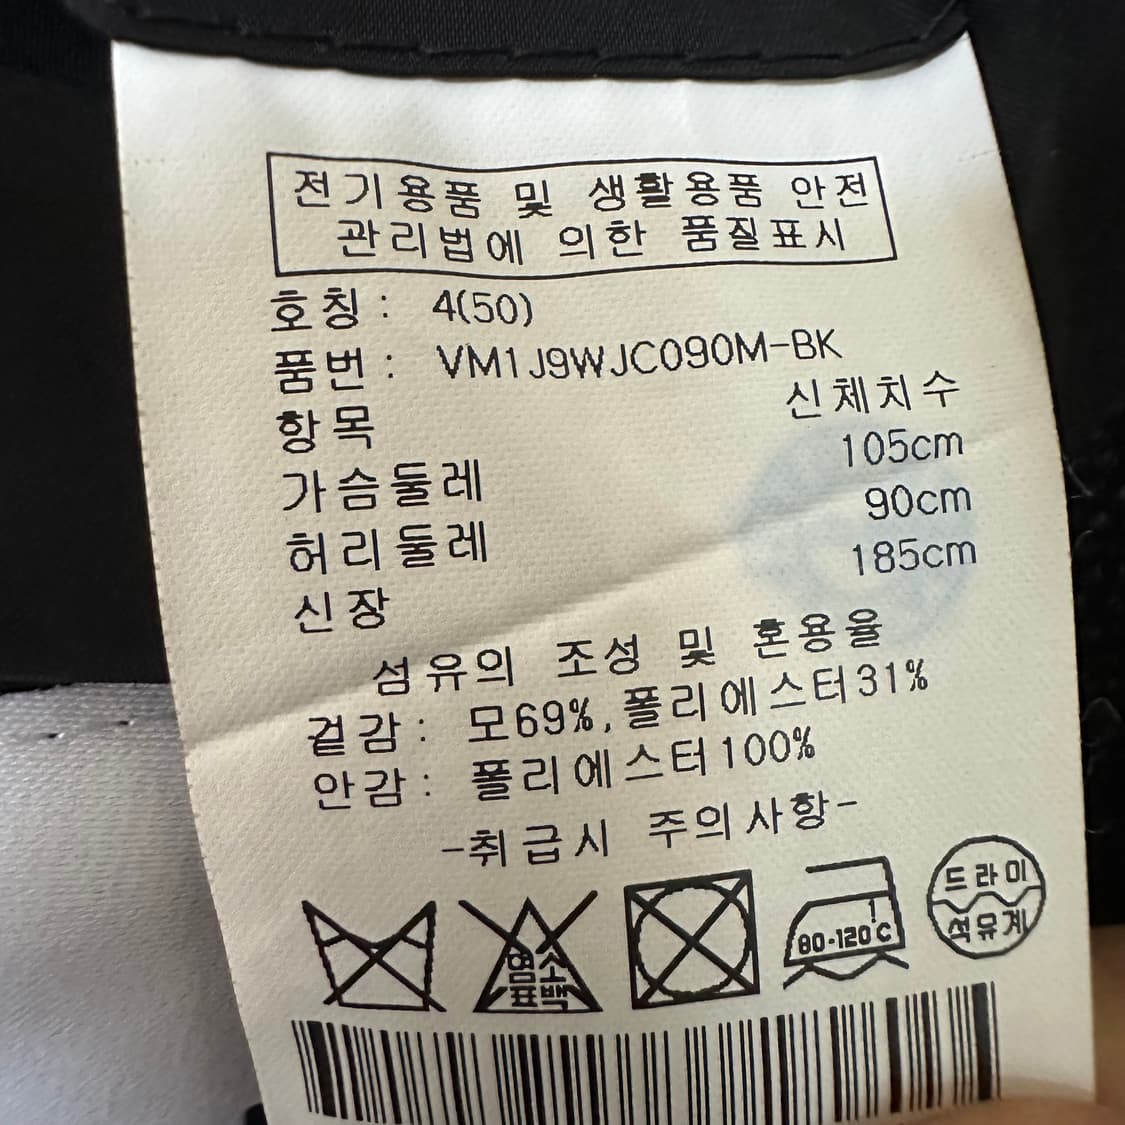 전기용품 및 생활용품 안전
관리법에 의한 품질표시
호칭: 4(50)
품번: VM1J9WJC090M-BK
항목 신체치수
가슴둘레 105cm
허리둘레 90cm
신장 185cm
섬유의 조성 및 혼용율
겉감: 모69%,폴리에스터31%
안감: 폴리에스터100%
-취급시 주의사항-
염소
표백
80-120℃
드라이
석유계